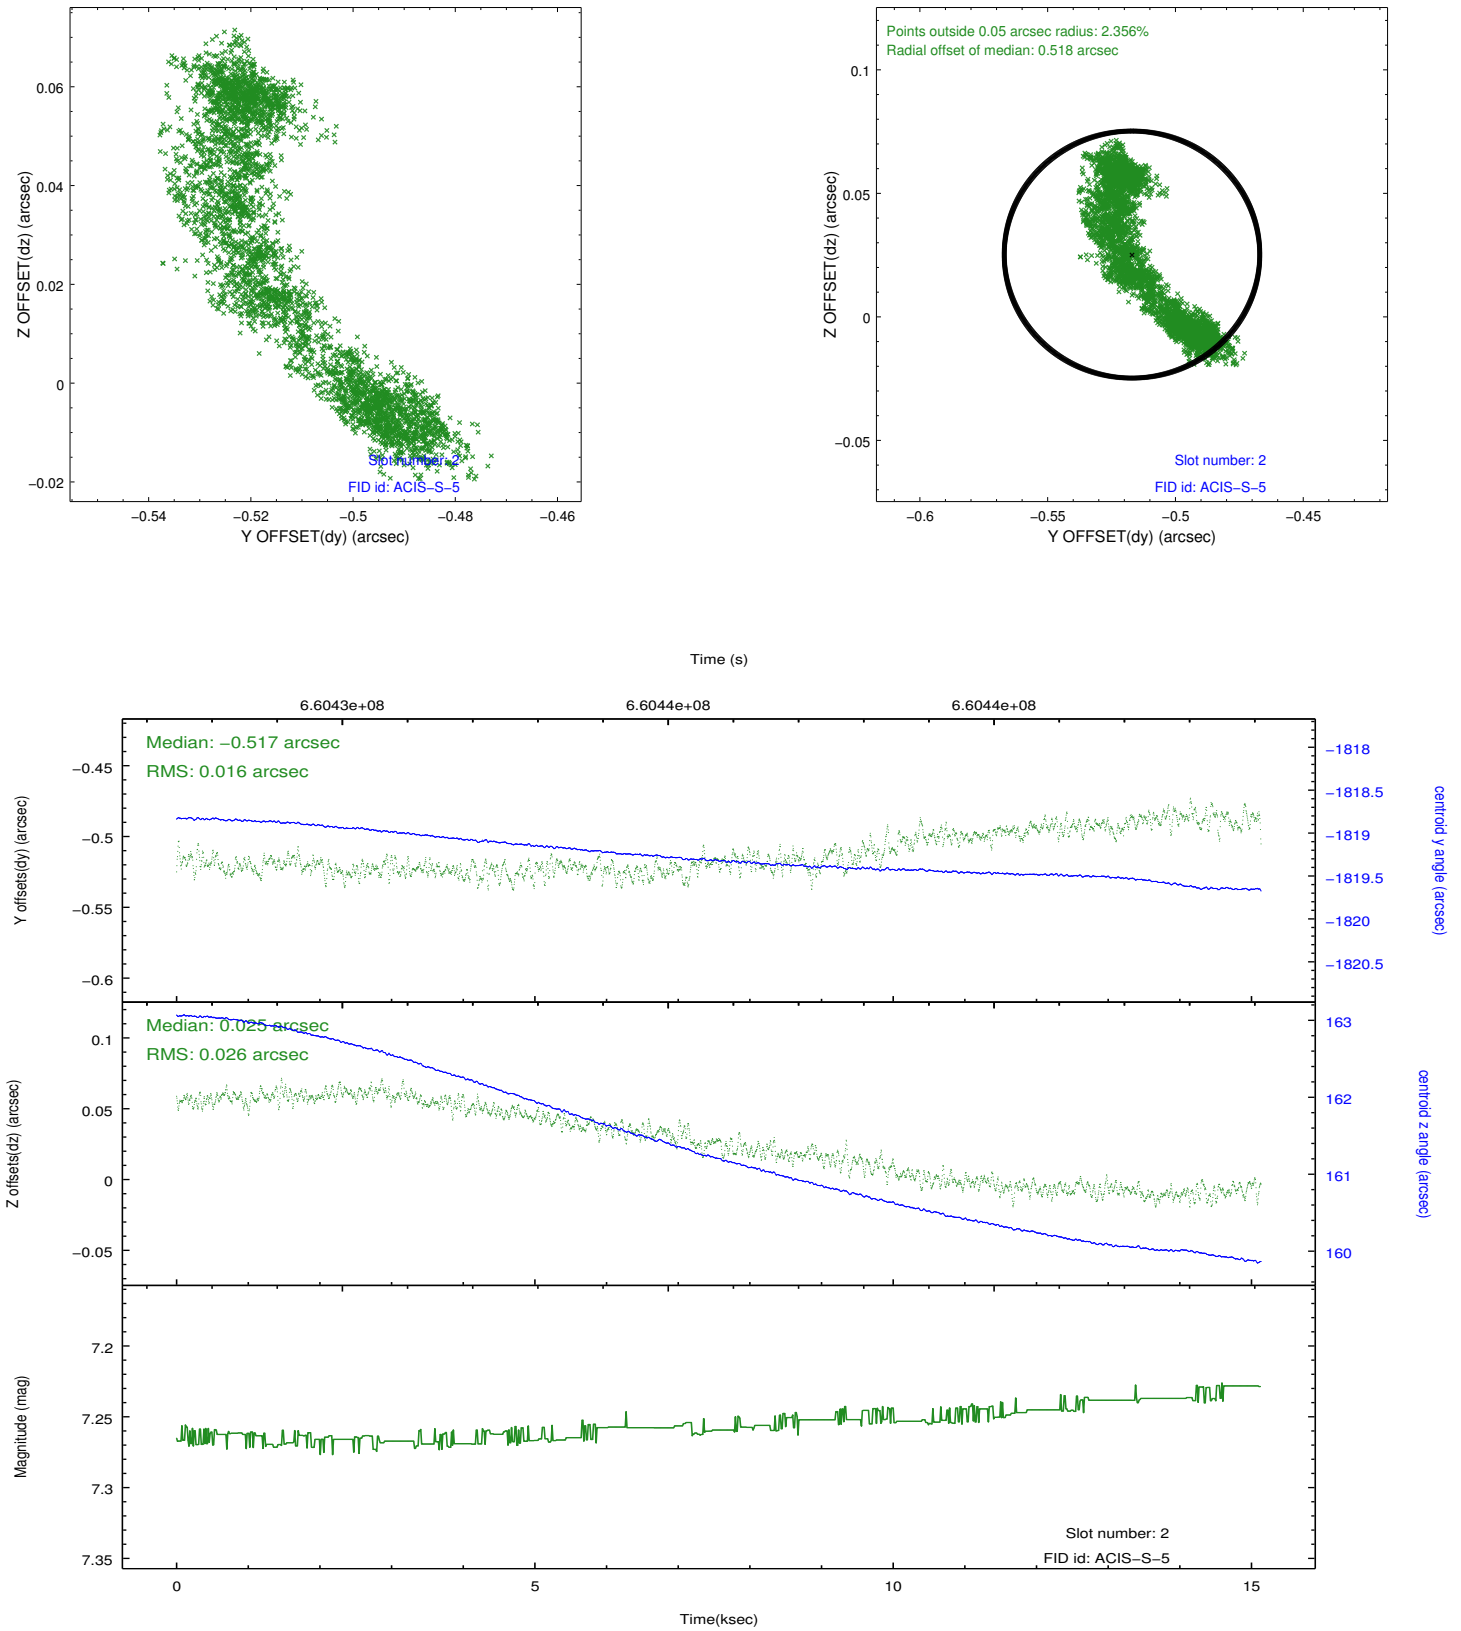 0.06
0.04
0.02
0
−0.02
Z OFFSET(dz) (arcsec)
Slot number: 2
FID id: ACIS−S−5
−0.54
−0.52
−0.5
−0.48
−0.46
Y OFFSET(dy) (arcsec)
Points outside 0.05 arcsec radius: 2.356%
Radial offset of median: 0.518 arcsec
0.1
0.05
0
−0.05
Z OFFSET(dz) (arcsec)
Slot number: 2
FID id: ACIS−S−5
−0.6
−0.55
−0.5
−0.45
Y OFFSET(dy) (arcsec)
Time (s)
6.6043e+08
6.6044e+08
6.6044e+08
Median: −0.517 arcsec
RMS: 0.016 arcsec
−0.45
−0.5
−0.55
−0.6
Y offsets(dy) (arcsec)
−1818
−1818.5
−1819
−1819.5
−1820
−1820.5
centroid y angle (arcsec)
Median: 0.025 arcsec
RMS: 0.026 arcsec
0.1
0.05
0
−0.05
Z offsets(dz) (arcsec)
163
162
161
160
centroid z angle (arcsec)
7.2
7.25
7.3
7.35
Magnitude (mag)
Slot number: 2
FID id: ACIS−S−5
0
5
10
15
Time(ksec)